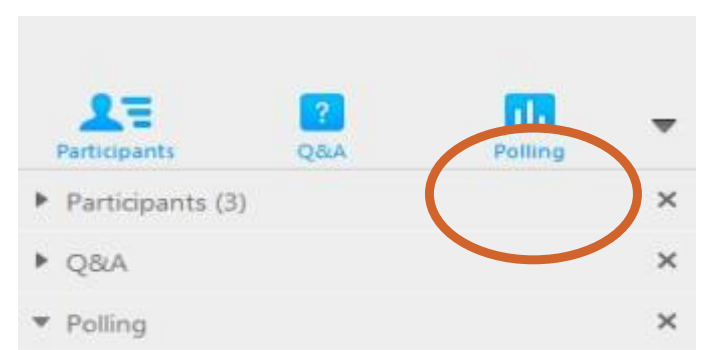 Participants Q&A Polling
Participants (3)
Q&A
Polling